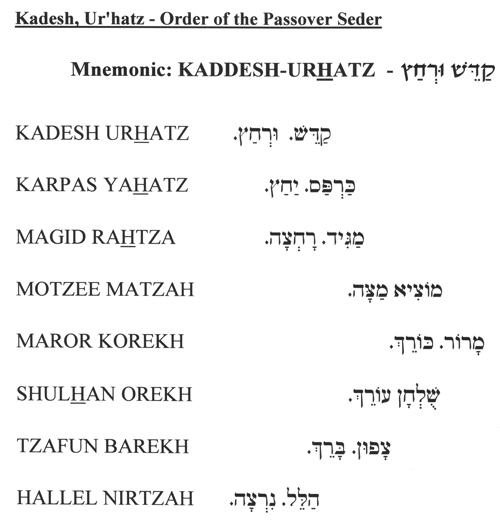 Kadesh, Ur'hatz - Order of the Passover Seder
Mnemonic: KADDESH-URHATZ - קַדֵּשׁ וּרְחַץ
KADESH URHATZ קַדֵּשׁ. וּרְחַץ.
KARPAS YAHATZ כַּרְפַּס. יַחַץ.
MAGID RAHTZA מַגִּיד. רָחְצָה.
MOTZEE MATZAH מוֹצִיא מַצָּה.
MAROR KOREKH מָרוֹר. כּוֹרֵךְ.
SHULHAN OREKH שֻׁלְחָן עוֹרֵךְ.
TZAFUN BAREKH צָפוּן. בָּרֵךְ.
HALLEL NIRTZAH הַלֵּל. נִרְצָה.